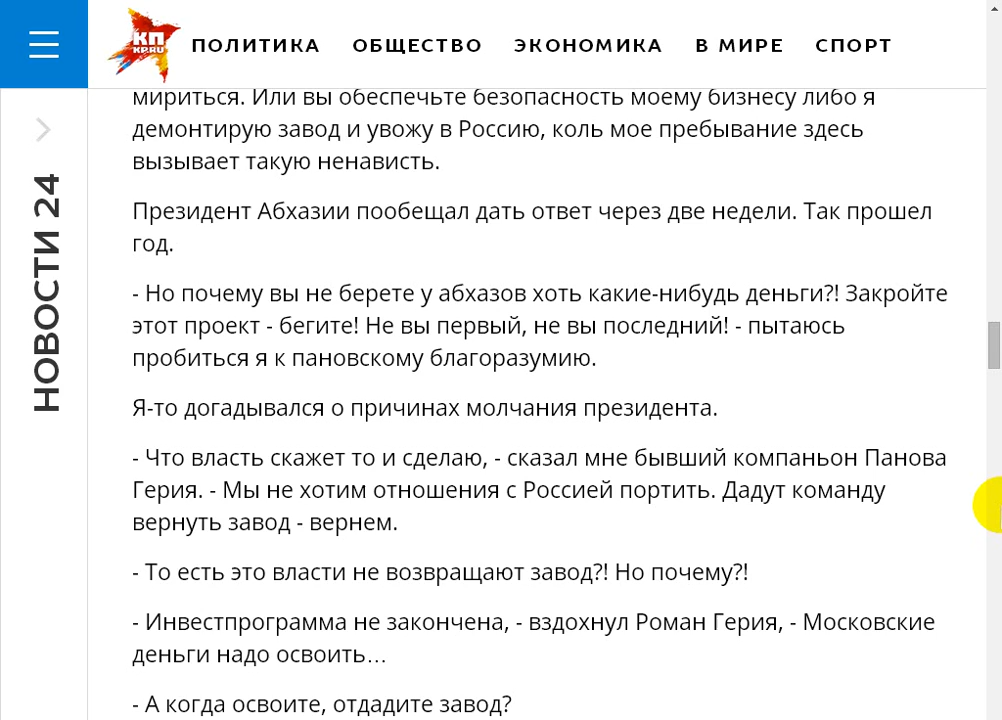 КП
KP.RU
ПОЛИТИКА ОБЩЕСТВО ЭКОНОМИКА В МИРЕ СПОРТ
НОВОСТИ 24
мириться. Или вы обеспечьте безопасность моему бизнесу либо я
демонтирую завод и увожу в Россию, коль мое пребывание здесь
вызывает такую ненависть.
Президент Абхазии пообещал дать ответ через две недели. Так прошел
год.
- Но почему вы не берете у абхазов хоть какие-нибудь деньги?! Закройте
этот проект - бегите! Не вы первый, не вы последний! - пытаюсь
пробиться я к пановскому благоразумию.
Я-то догадывался о причинах молчания президента.
- Что власть скажет то и сделаю, - сказал мне бывший компаньон Панова
Герия. - Мы не хотим отношения с Россией портить. Дадут команду
вернуть завод - вернем.
- То есть это власти не возвращают завод?! Но почему?!
- Инвестпрограмма не закончена, - вздохнул Роман Герия, - Московские
деньги надо освоить…
- А когда освоите, отдадите завод?